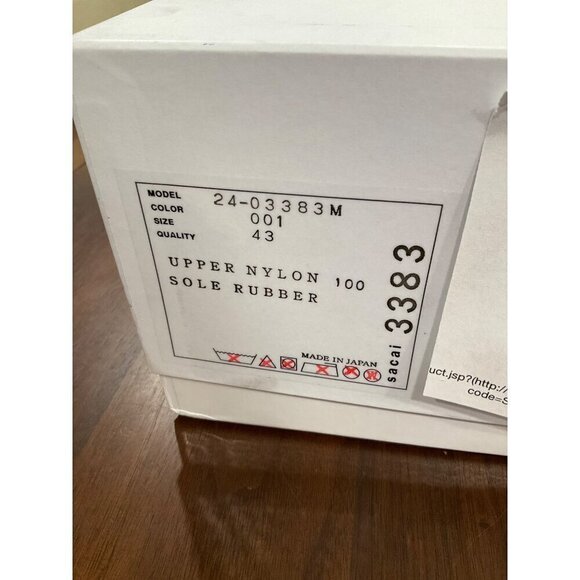 MODEL 24-03383M
COLOR 001
SIZE 43
QUALITY
UPPER NYLON 100
SOLE RUBBER
MADE IN JAPAN
sacai 3383
uct.jsp?(http://
code=S